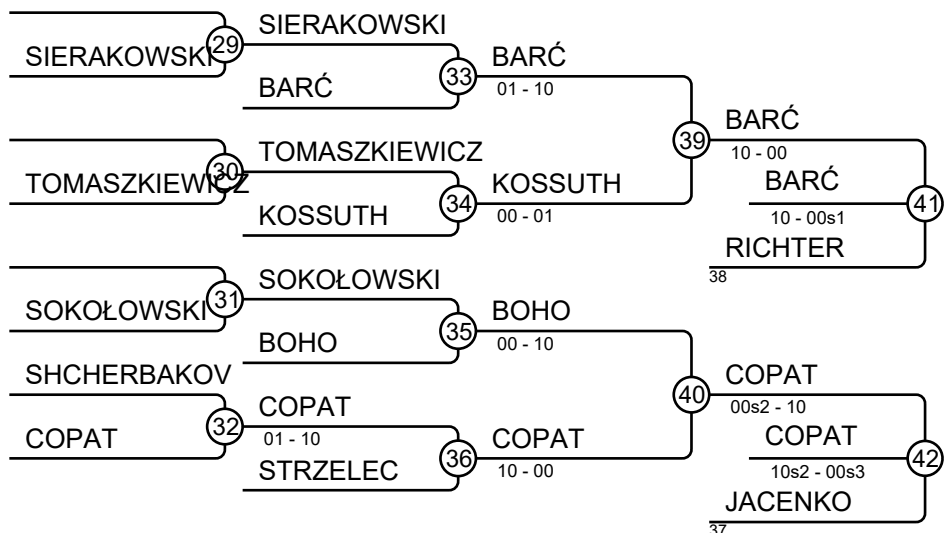 SIERAKOWSKI
29
SIERAKOWSKI
BARĆ
33
BARĆ
01 - 10
TOMASZKIEWICZ
30
TOMASZKIEWICZ
KOSSUTH
34
KOSSUTH
00 - 01
39
BARĆ
10 - 00
BARĆ
10 - 00s1
41
RICHTER
38
SOKOŁOWSKI
31
SOKOŁOWSKI
BOHO
35
BOHO
00 - 10
SHCHERBAKOV
COPAT
32
COPAT
01 - 10
STRZELEC
36
COPAT
10 - 00
40
COPAT
00s2 - 10
COPAT
10s2 - 00s3
42
JACENKO
37